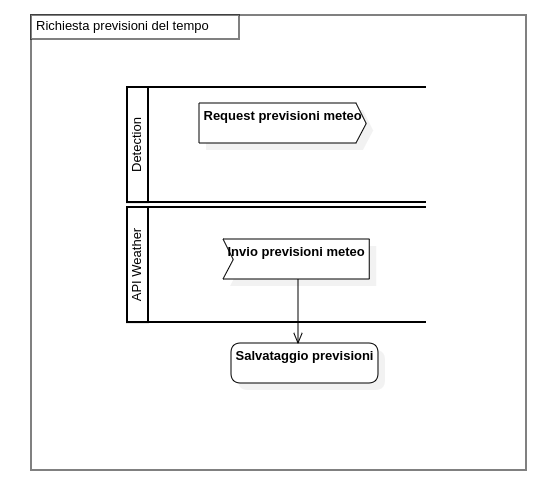 Richiesta previsioni del tempo
Detection
Request previsioni meteo
API Weather
Invio previsioni meteo
Salvataggio previsioni